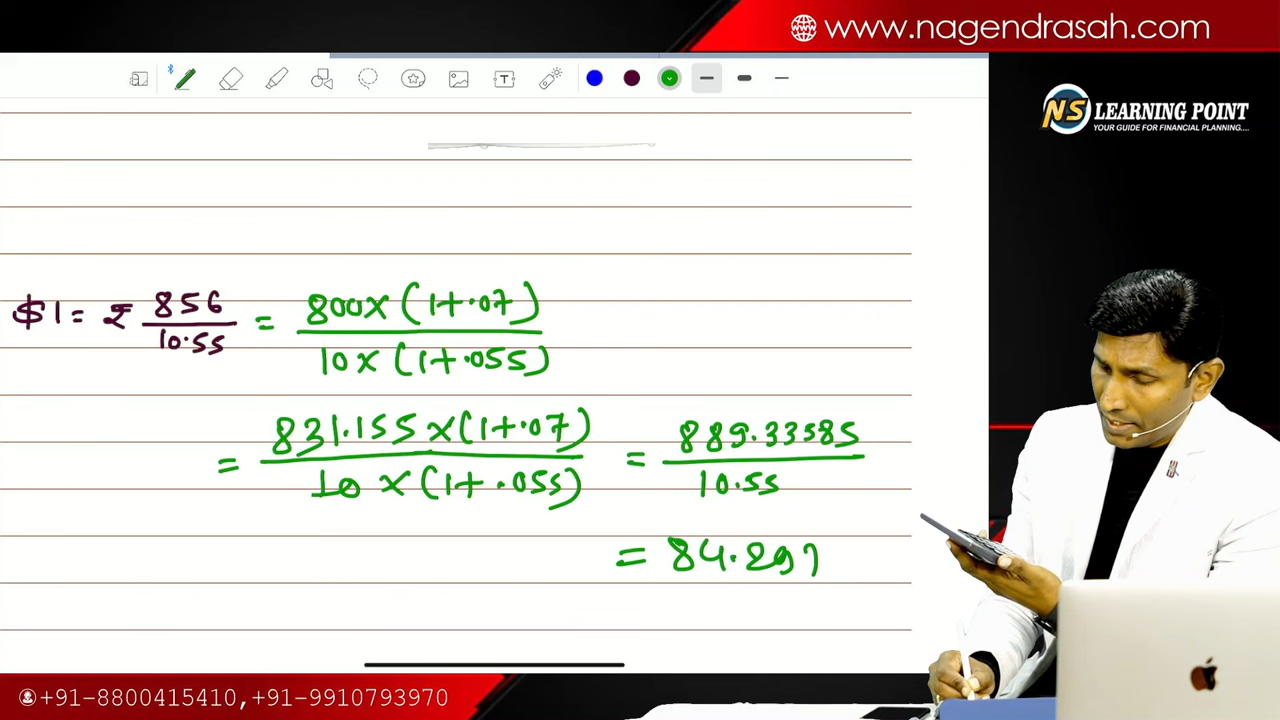 www.nagendrasah.com
NS LEARNING POINT
YOUR GUIDE FOR FINANCIAL PLANNING....
$1 = ₹ 856/10.55 = 800×(1+.07)/10×(1+.055)
= 831.155×(1+.07)/10×(1+.055) = 889.33585/10.55
= 84.297
+91-8800415410,+91-9910793970